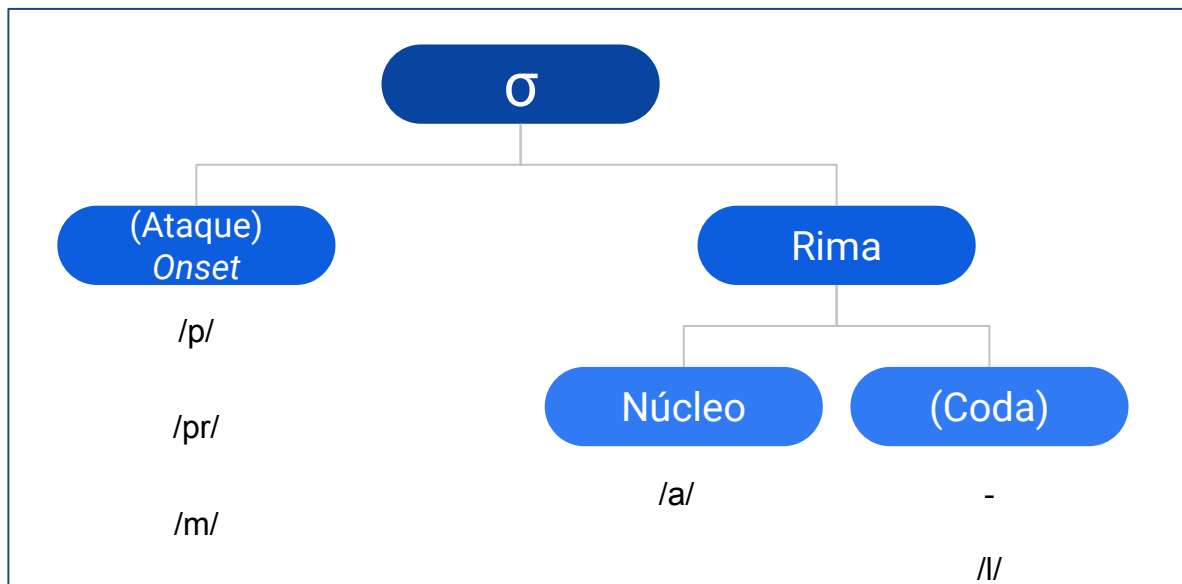 σ
(Ataque)
Onset
Rima
/p/
/pr/
/m/
Núcleo
(Coda)
/a/
-
/l/